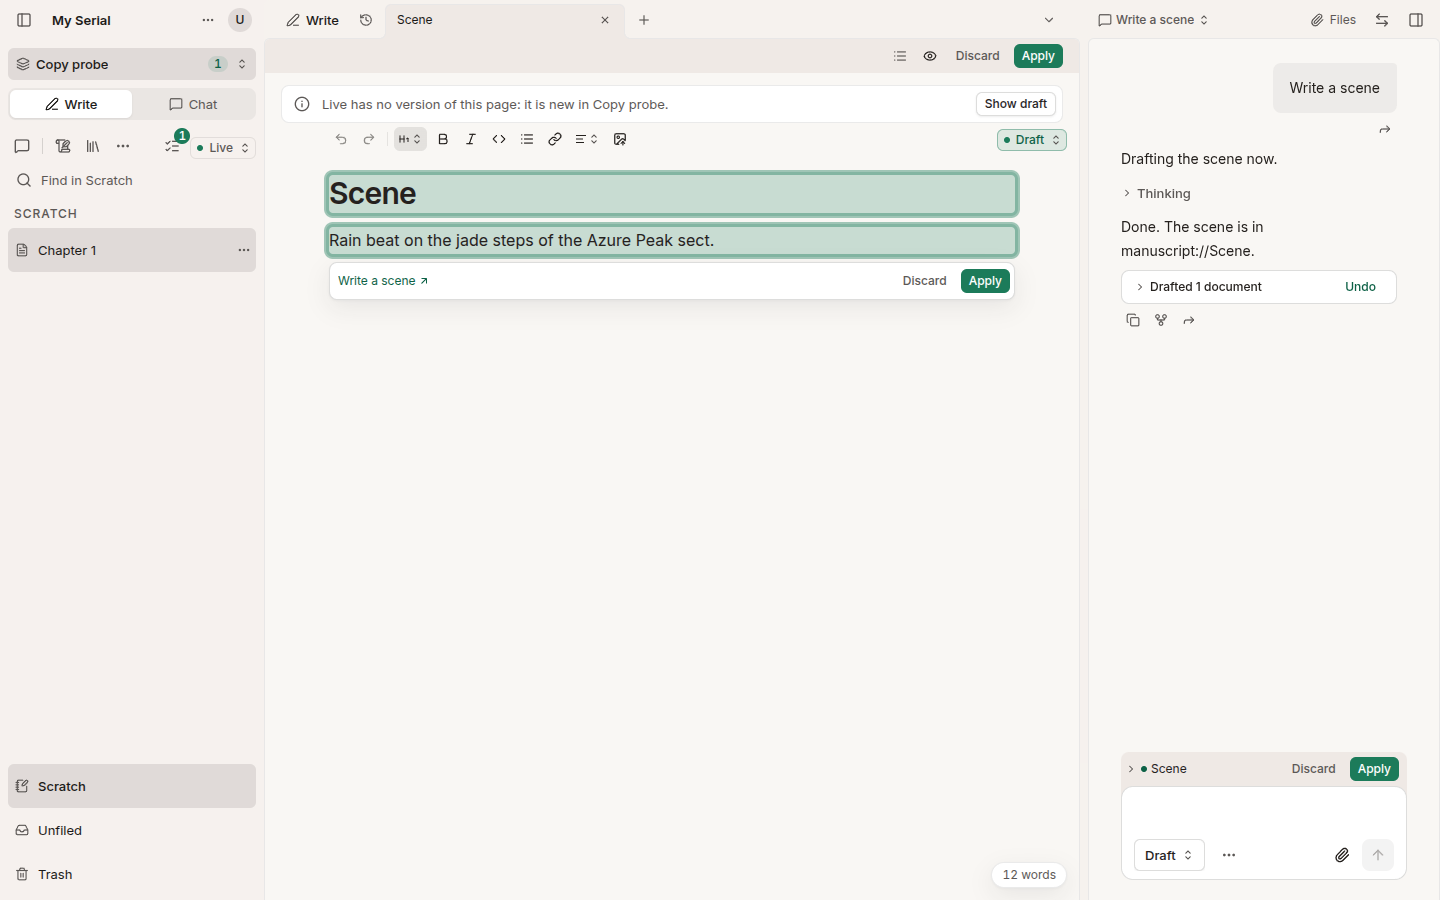 My Serial
U
Copy probe
1
Write
Chat
1
Live
Find in Scratch
SCRATCH
Chapter 1
Scratch
Unfiled
Trash
Write
Scene
Discard
Apply
Live has no version of this page: it is new in Copy probe.
Show draft
H1
B
I
Draft
Scene
Rain beat on the jade steps of the Azure Peak sect.
Write a scene
Discard
Apply
12 words
Write a scene
Files
Write a scene
Drafting the scene now.
Thinking
Done. The scene is in
manuscript://Scene.
Drafted 1 document
Undo
Scene
Discard
Apply
Draft